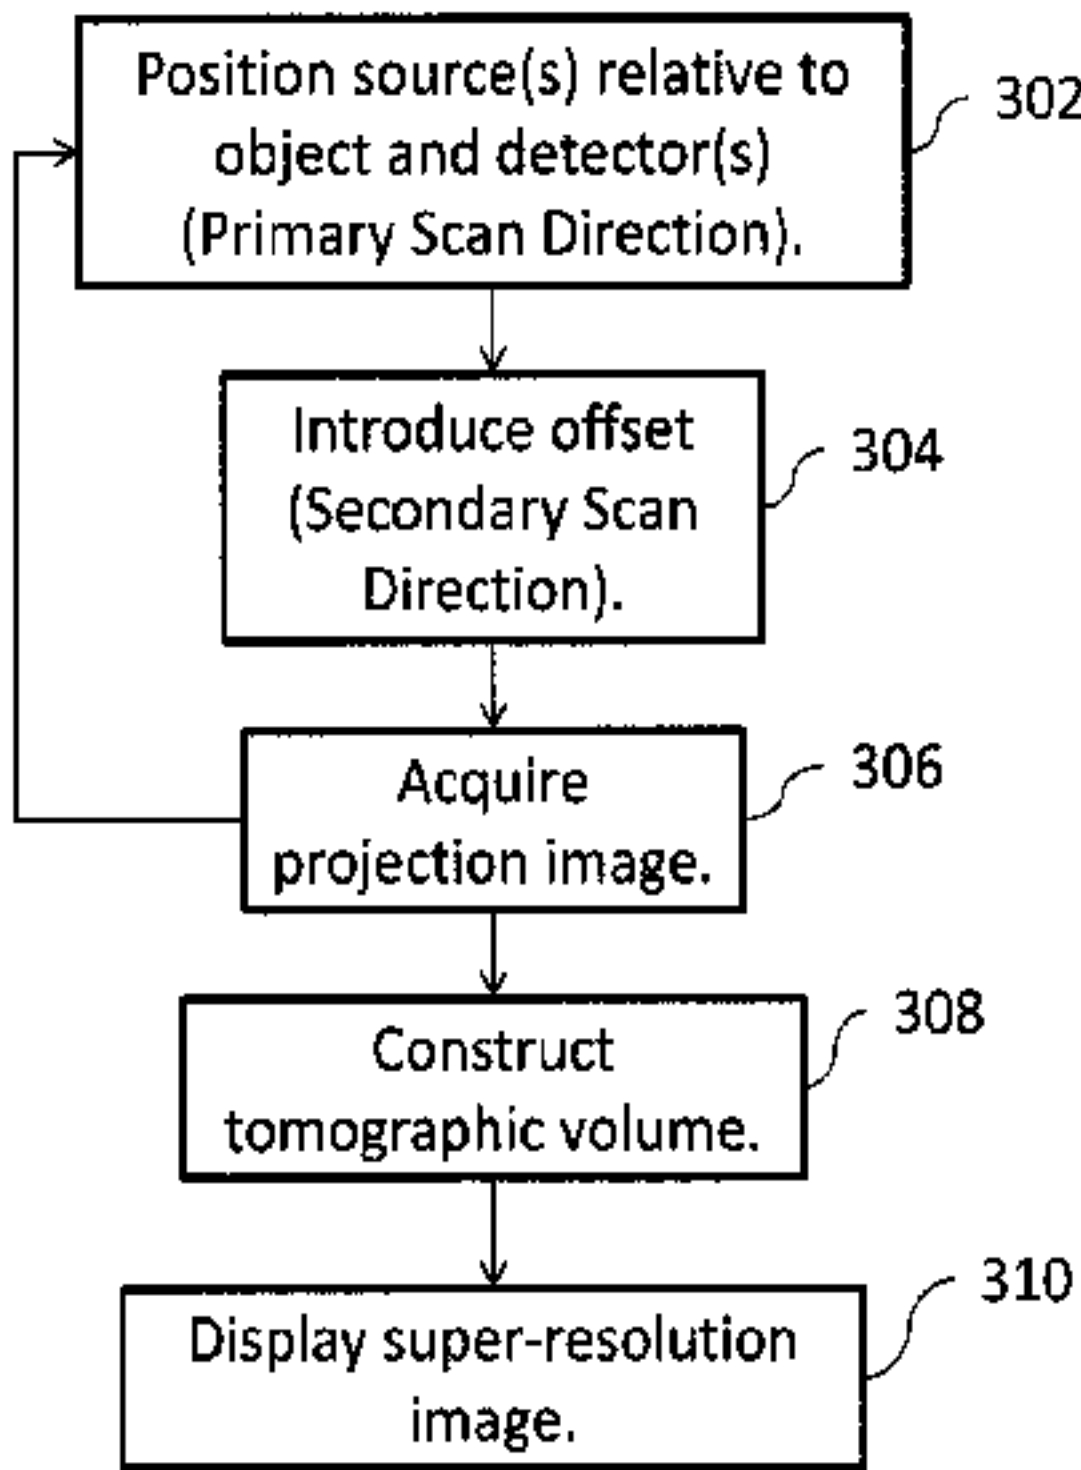 Position source(s) relative to
object and detector(s)
(Primary Scan Direction).
302
Introduce offset
(Secondary Scan
Direction).
304
Acquire
projection image.
306
Construct
tomographic volume.
308
Display super-resolution
image.
310